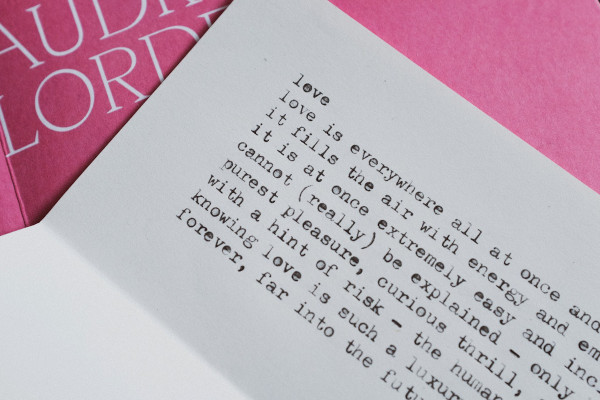 AUDR
LORDE
love
love is everywhere all at once and
it fills the air with energy and em
it is at once extremely easy and inc
cannot (really) be explained – only
purest pleasure, curious thrill,
with a hint of risk – the human
knowing love is such a luxur
forever, far into the futu